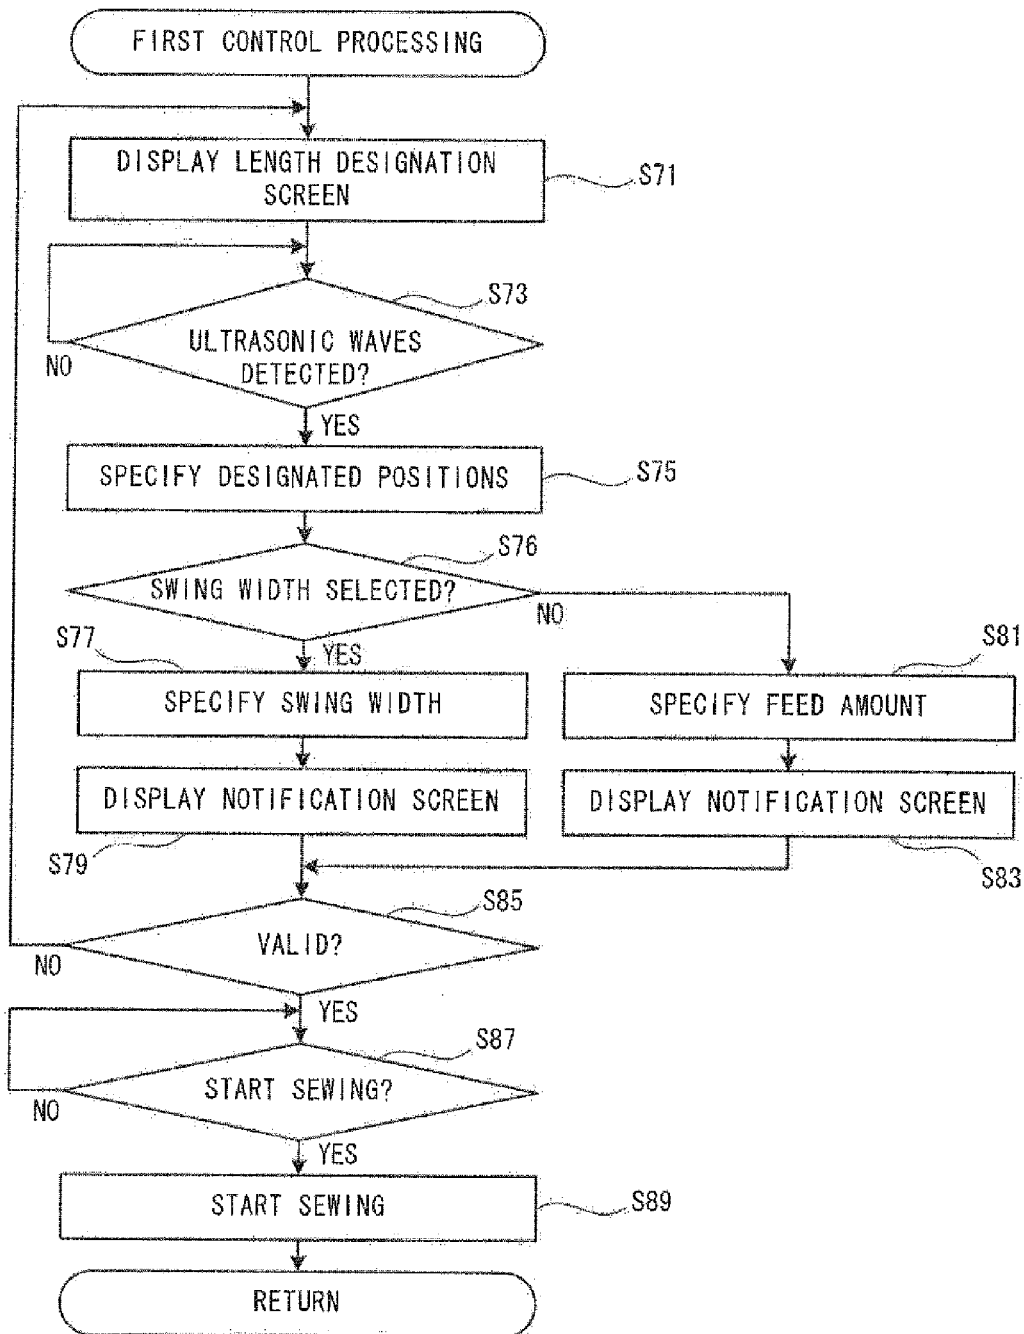 FIRST CONTROL PROCESSING
DISPLAY LENGTH DESIGNATION
SCREEN
S71
S73
ULTRASONIC WAVES
DETECTED?
NO
YES
SPECIFY DESIGNATED POSITIONS
S75
S76
SWING WIDTH SELECTED?
NO
YES
S77
S81
SPECIFY SWING WIDTH
SPECIFY FEED AMOUNT
DISPLAY NOTIFICATION SCREEN
DISPLAY NOTIFICATION SCREEN
S79
S83
S85
VALID?
NO
YES
S87
START SEWING?
NO
YES
START SEWING
S89
RETURN